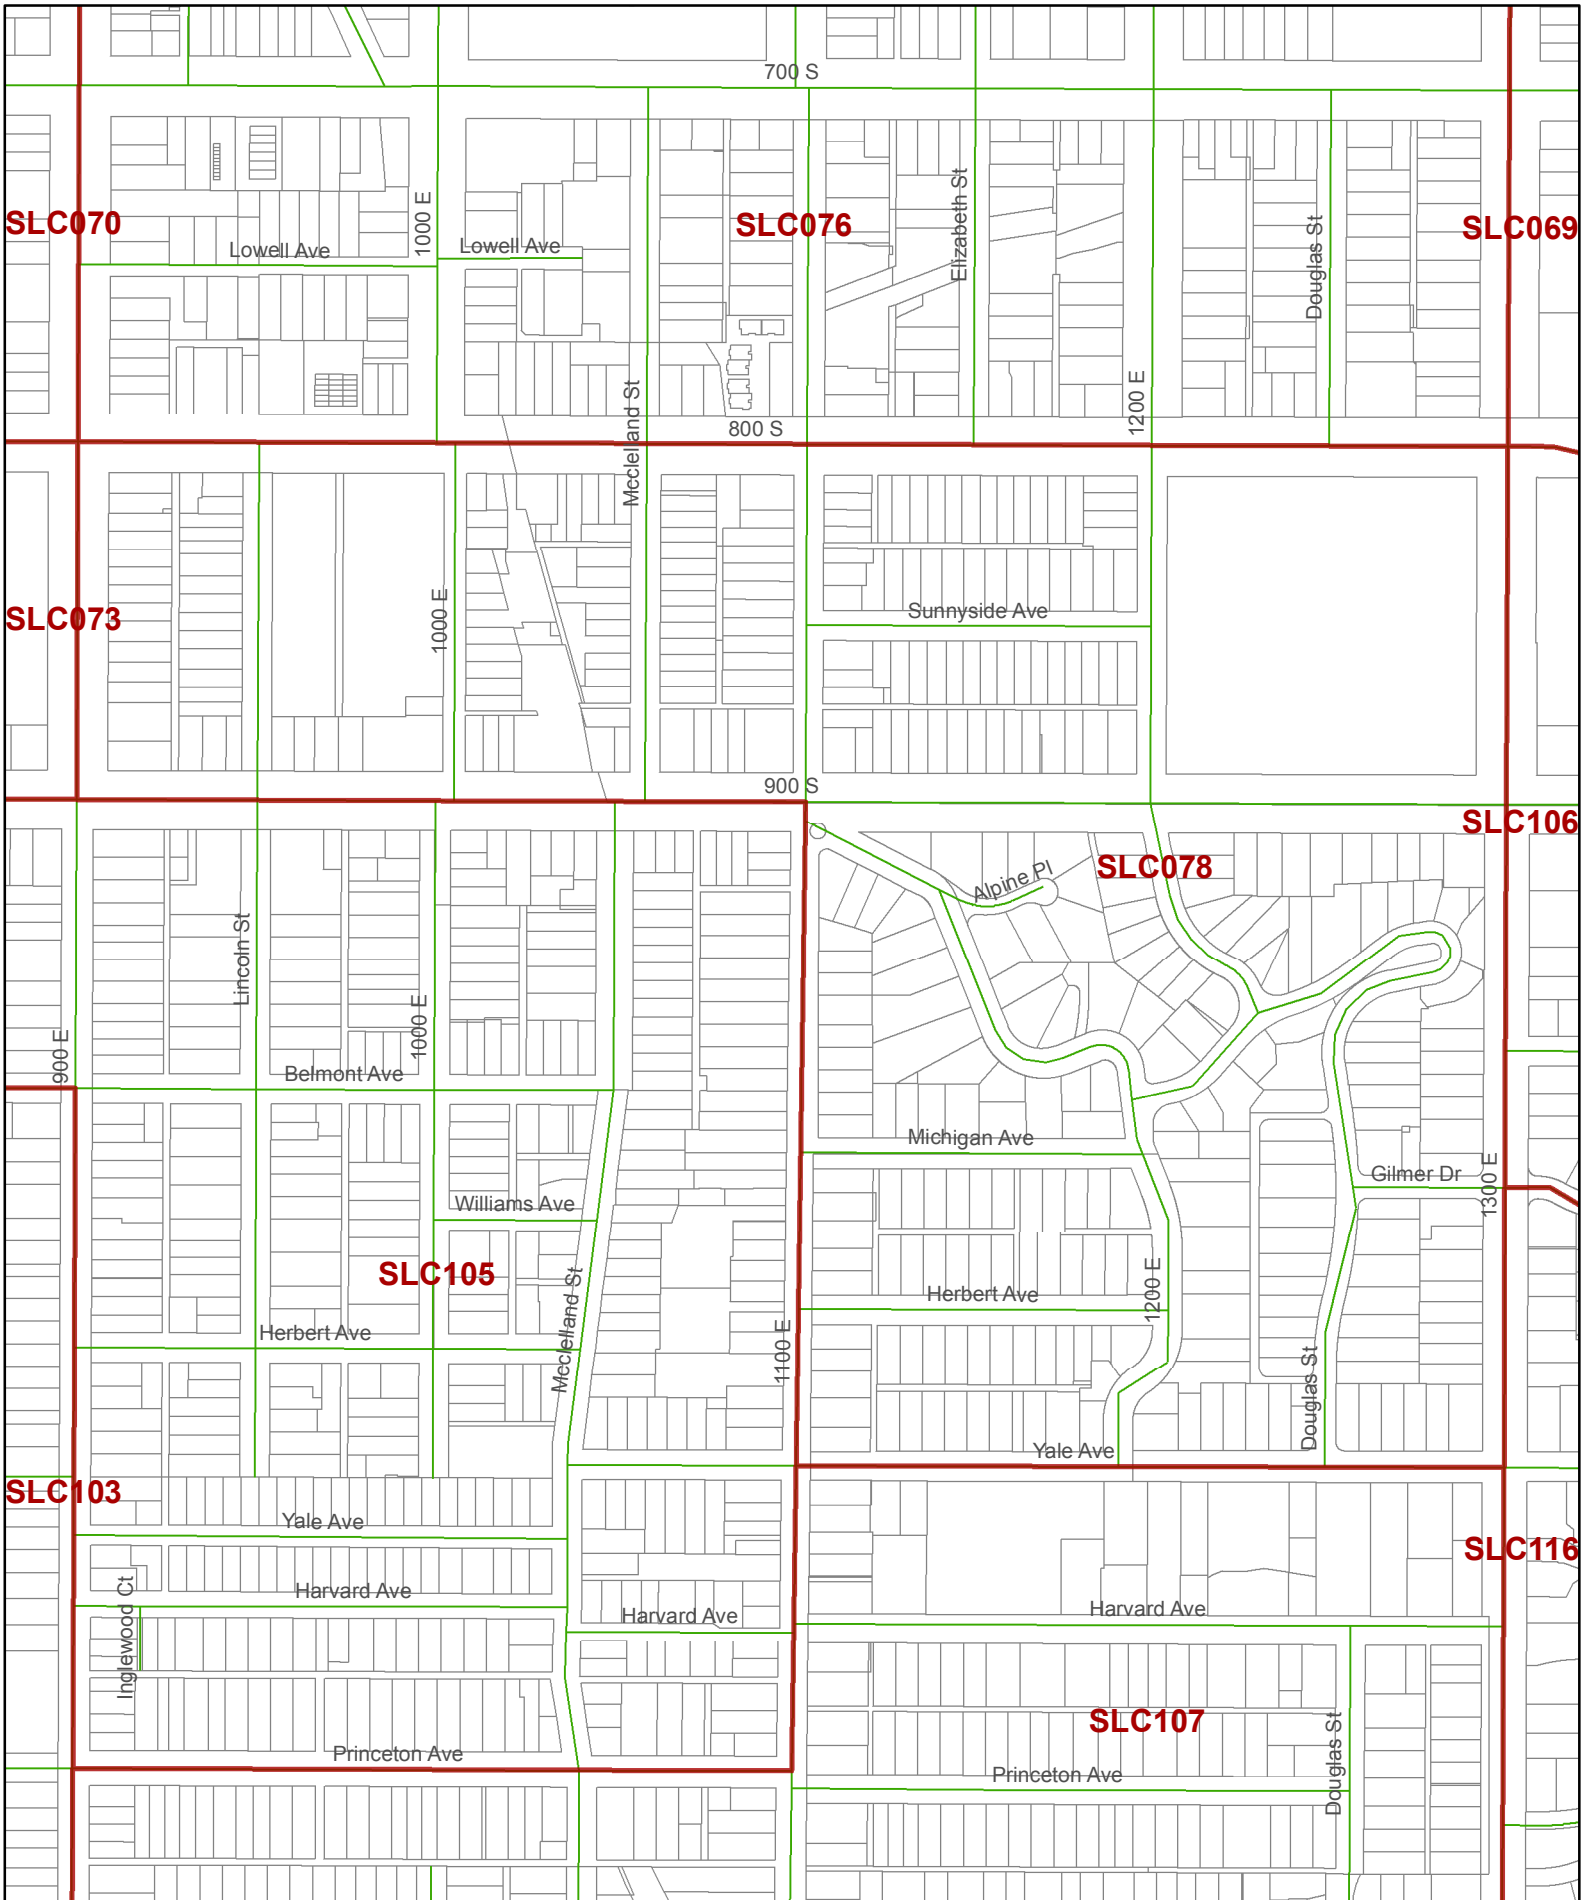 700 S
SLC070
1000 E
Lowell Ave
Lowell Ave
SLC076
Elizabeth St
Douglas St
SLC069
Mcclelland St
800 S
1200 E
SLC073
1000 E
Sunnyside Ave
900 S
SLC106
SLC078
Alpine Pl
Lincoln St
1000 E
900 E
Belmont Ave
Michigan Ave
Gilmer Dr
1300 E
Williams Ave
SLC105
Mcclelland St
Herbert Ave
1200 E
Herbert Ave
1100 E
Douglas St
Yale Ave
SLC103
Yale Ave
SLC116
Harvard Ave
Inglewood Ct
Harvard Ave
Harvard Ave
SLC107
Douglas St
Princeton Ave
Princeton Ave